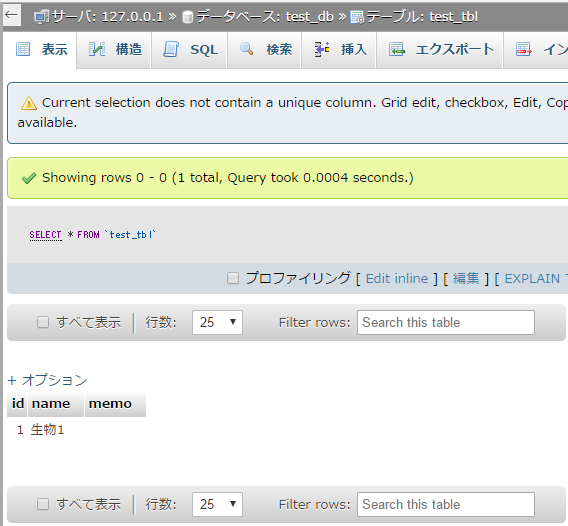 サーバ: 127.0.0.1 » データベース: test_db » テーブル: test_tbl
表示 構造 SQL 検索 挿入 エクスポート イン
Current selection does not contain a unique column. Grid edit, checkbox, Edit, Cop
available.
Showing rows 0 - 0 (1 total, Query took 0.0004 seconds.)
SELECT * FROM `test_tbl`
プロファイリング [ Edit inline ] [ 編集 ] [ EXPLAIN
すべて表示 行数: 25 Filter rows: Search this table
+ オプション
id name memo
1 生物1
すべて表示 行数: 25 Filter rows: Search this table